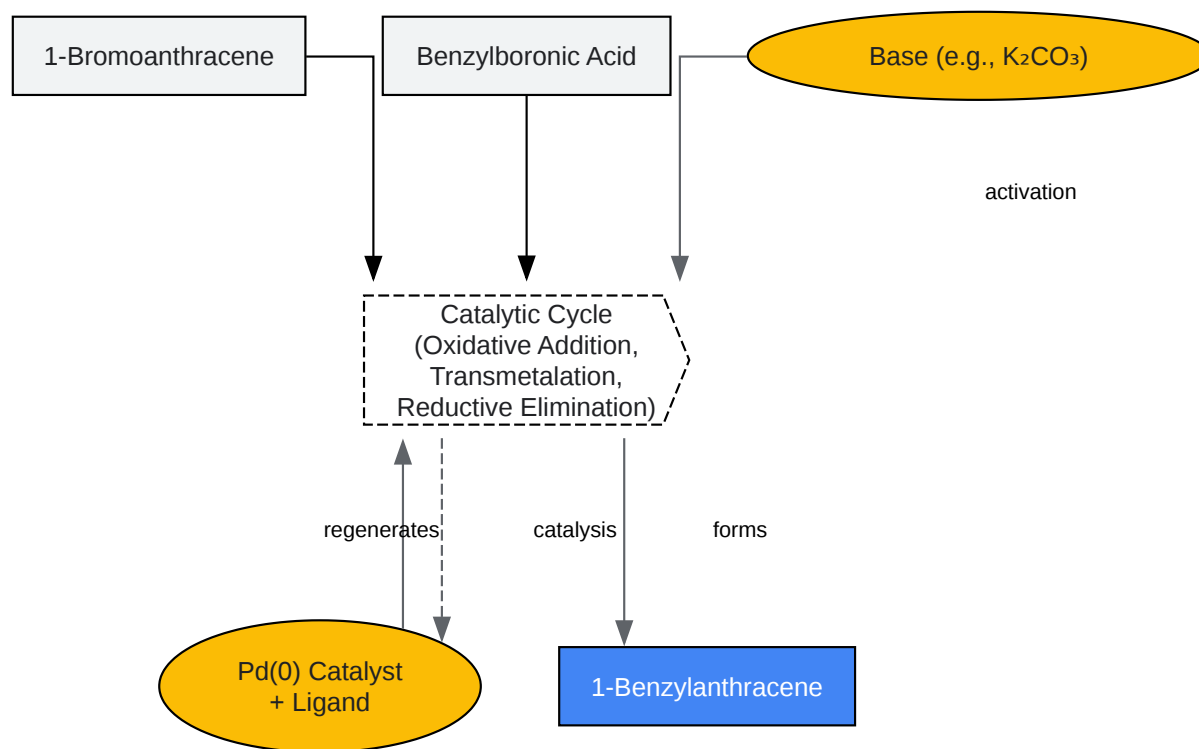 1-Bromoanthracene
Benzylboronic Acid
Base (e.g., K₂CO₃)
activation
Catalytic Cycle
(Oxidative Addition,
Transmetalation,
Reductive Elimination)
regenerates
catalysis
forms
Pd(0) Catalyst
+ Ligand
1-Benzylanthracene